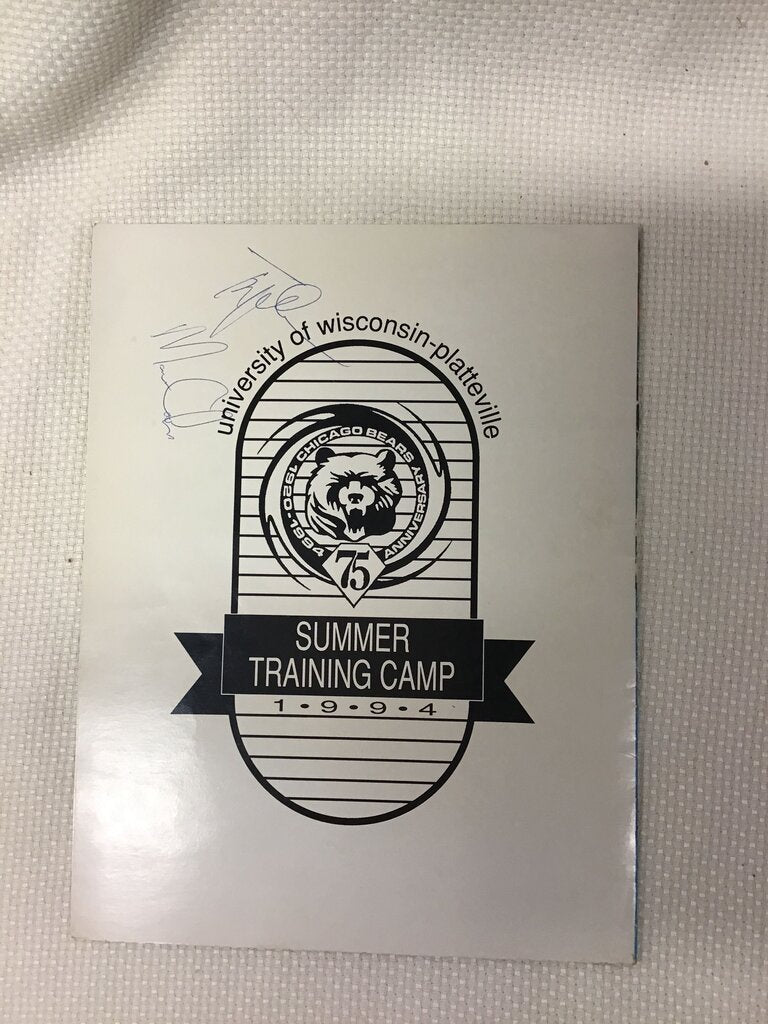 university of wisconsin-platteville
1920-1994 CHICAGO BEARS ANNIVERSARY
75
SUMMER
TRAINING CAMP
1•9•9•4